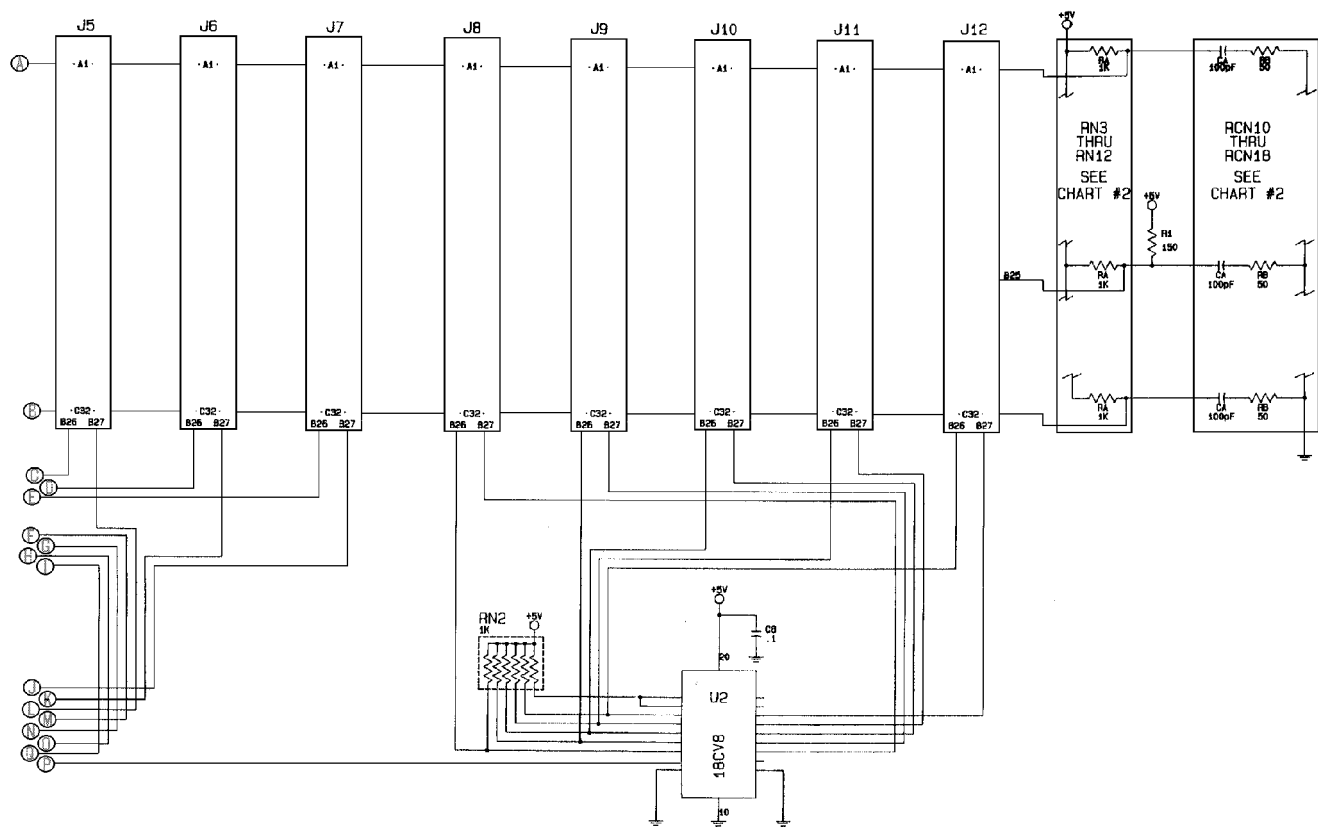 J5 J6 J7 J8 J9 J10 J11 J12
+5V
A
·A1· ·A1· ·A1· ·A1· ·A1· ·A1· ·A1· ·A1·
RA
1K
CA
100pF
RB
50
RN3
THRU
RN12
SEE
CHART #2
RCN10
THRU
RCN18
SEE
CHART #2
+5V
R1
150
B25
RA
1K
CA
100pF
RB
50
B
·C32· ·C32· ·C32· ·C32· ·C32· ·C32· ·C32· ·C32·
B26 B27 B26 B27 B26 B27 B26 B27 B26 B27 B26 B27 B26 B27 B26 B27
RA
1K
CA
100pF
RB
50
C
D
E
F
G
H
I
RN2
1K
+5V
+5V
C8
.1
20
U2
18CV8
10
J
K
L
M
N
O
Q
P